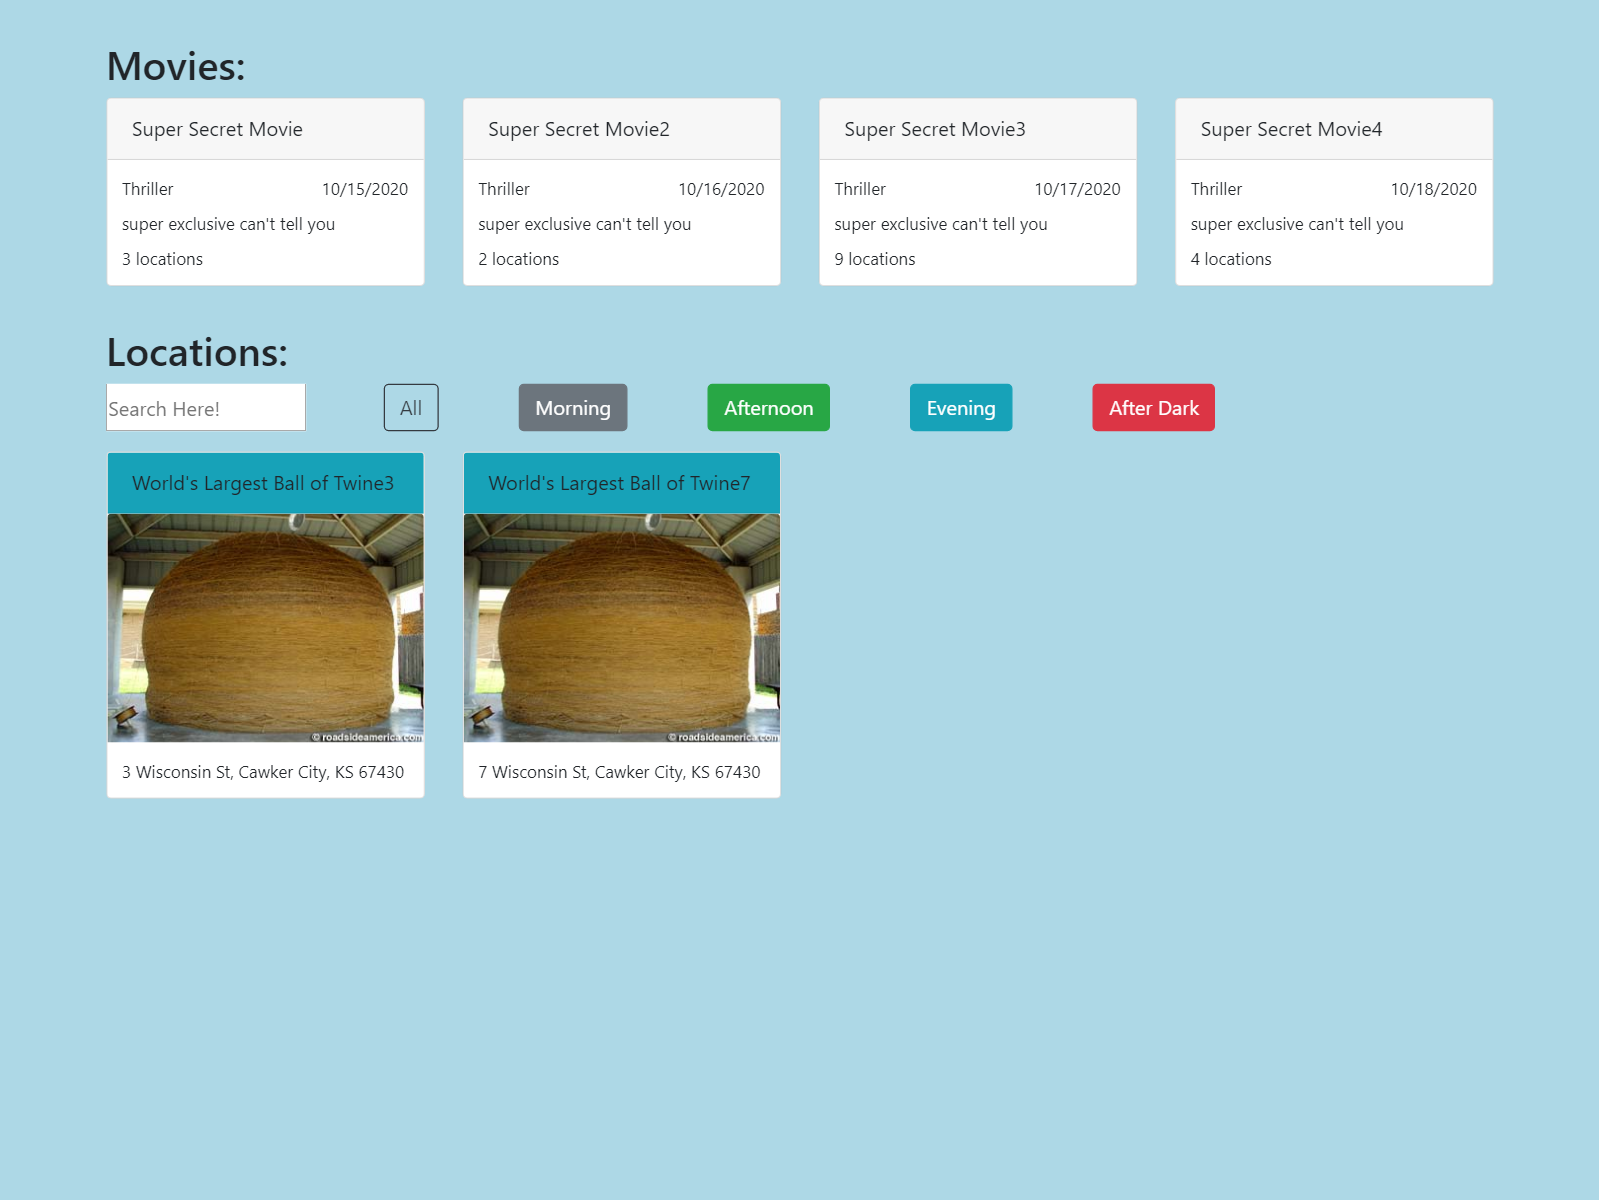 Movies:
Super Secret Movie
Thriller 10/15/2020
super exclusive can't tell you
3 locations
Super Secret Movie2
Thriller 10/16/2020
super exclusive can't tell you
2 locations
Super Secret Movie3
Thriller 10/17/2020
super exclusive can't tell you
9 locations
Super Secret Movie4
Thriller 10/18/2020
super exclusive can't tell you
4 locations
Locations:
Search Here! All Morning Afternoon Evening After Dark
World's Largest Ball of Twine3
© roadsideamerica.com
3 Wisconsin St, Cawker City, KS 67430
World's Largest Ball of Twine7
© roadsideamerica.com
7 Wisconsin St, Cawker City, KS 67430